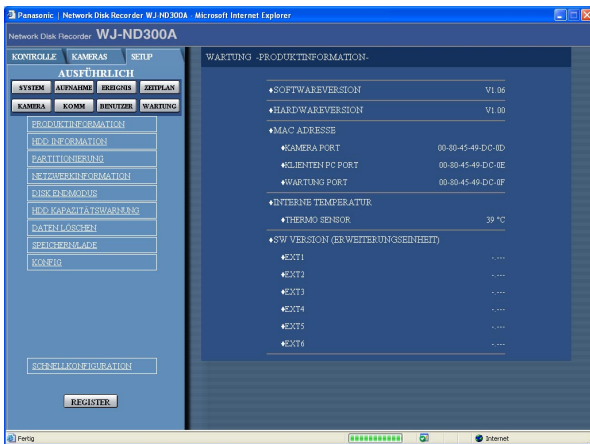 Panasonic | Network Disk Recorder WJ-ND300A - Microsoft Internet Explorer
Network Disk Recorder WJ-ND300A
KONTROLLE KAMERAS SETUP
AUSFÜHRLICH
SYSTEM AUFNAHME EREIGNIS ZEITPLAN
KAMERA KOMM BENUTZER WARTUNG
PRODUKTINFORMATION
HDD INFORMATION
PARTITIONIERUNG
NETZWERKINFORMATION
DISK ENDMODUS
HDD KAPAZITÄTSWARNUNG
DATEN LÖSCHEN
SPEICHERN/LADE
KONFIG
SCHNELLKONFIGURATION
REGISTER
WARTUNG -PRODUKTINFORMATION-
♦SOFTWAREVERSION V1.06
♦HARDWAREVERSION V1.00
♦MAC ADRESSE
♦KAMERA PORT 00-80-45-49-DC-0D
♦KLIENTEN PC PORT 00-80-45-49-DC-0E
♦WARTUNG PORT 00-80-45-49-DC-0F
♦INTERNE TEMPERATUR
♦THERMO SENSOR 39 °C
♦SW VERSION (ERWEITERUNGSEINHEIT)
♦EXT1 -.---
♦EXT2 -.---
♦EXT3 -.---
♦EXT4 -.---
♦EXT5 -.---
♦EXT6 -.---
Fertig Internet